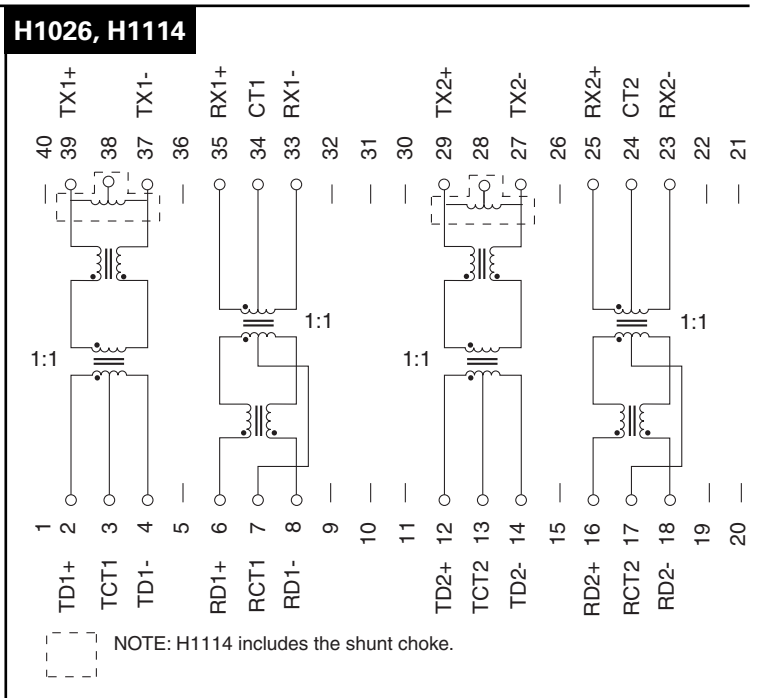 H1026, H1114
TX1+ TX1- RX1+ CT1 RX1- TX2+ TX2- RX2+ CT2 RX2-
40 39 38 37 36 35 34 33 32 31 30 29 28 27 26 25 24 23 22 21
1:1 1:1 1:1 1:1
1 2 3 4 5 6 7 8 9 10 11 12 13 14 15 16 17 18 19 20
TD1+ TCT1 TD1- RD1+ RCT1 RD1- TD2+ TCT2 TD2- RD2+ RCT2 RD2-
NOTE: H1114 includes the shunt choke.